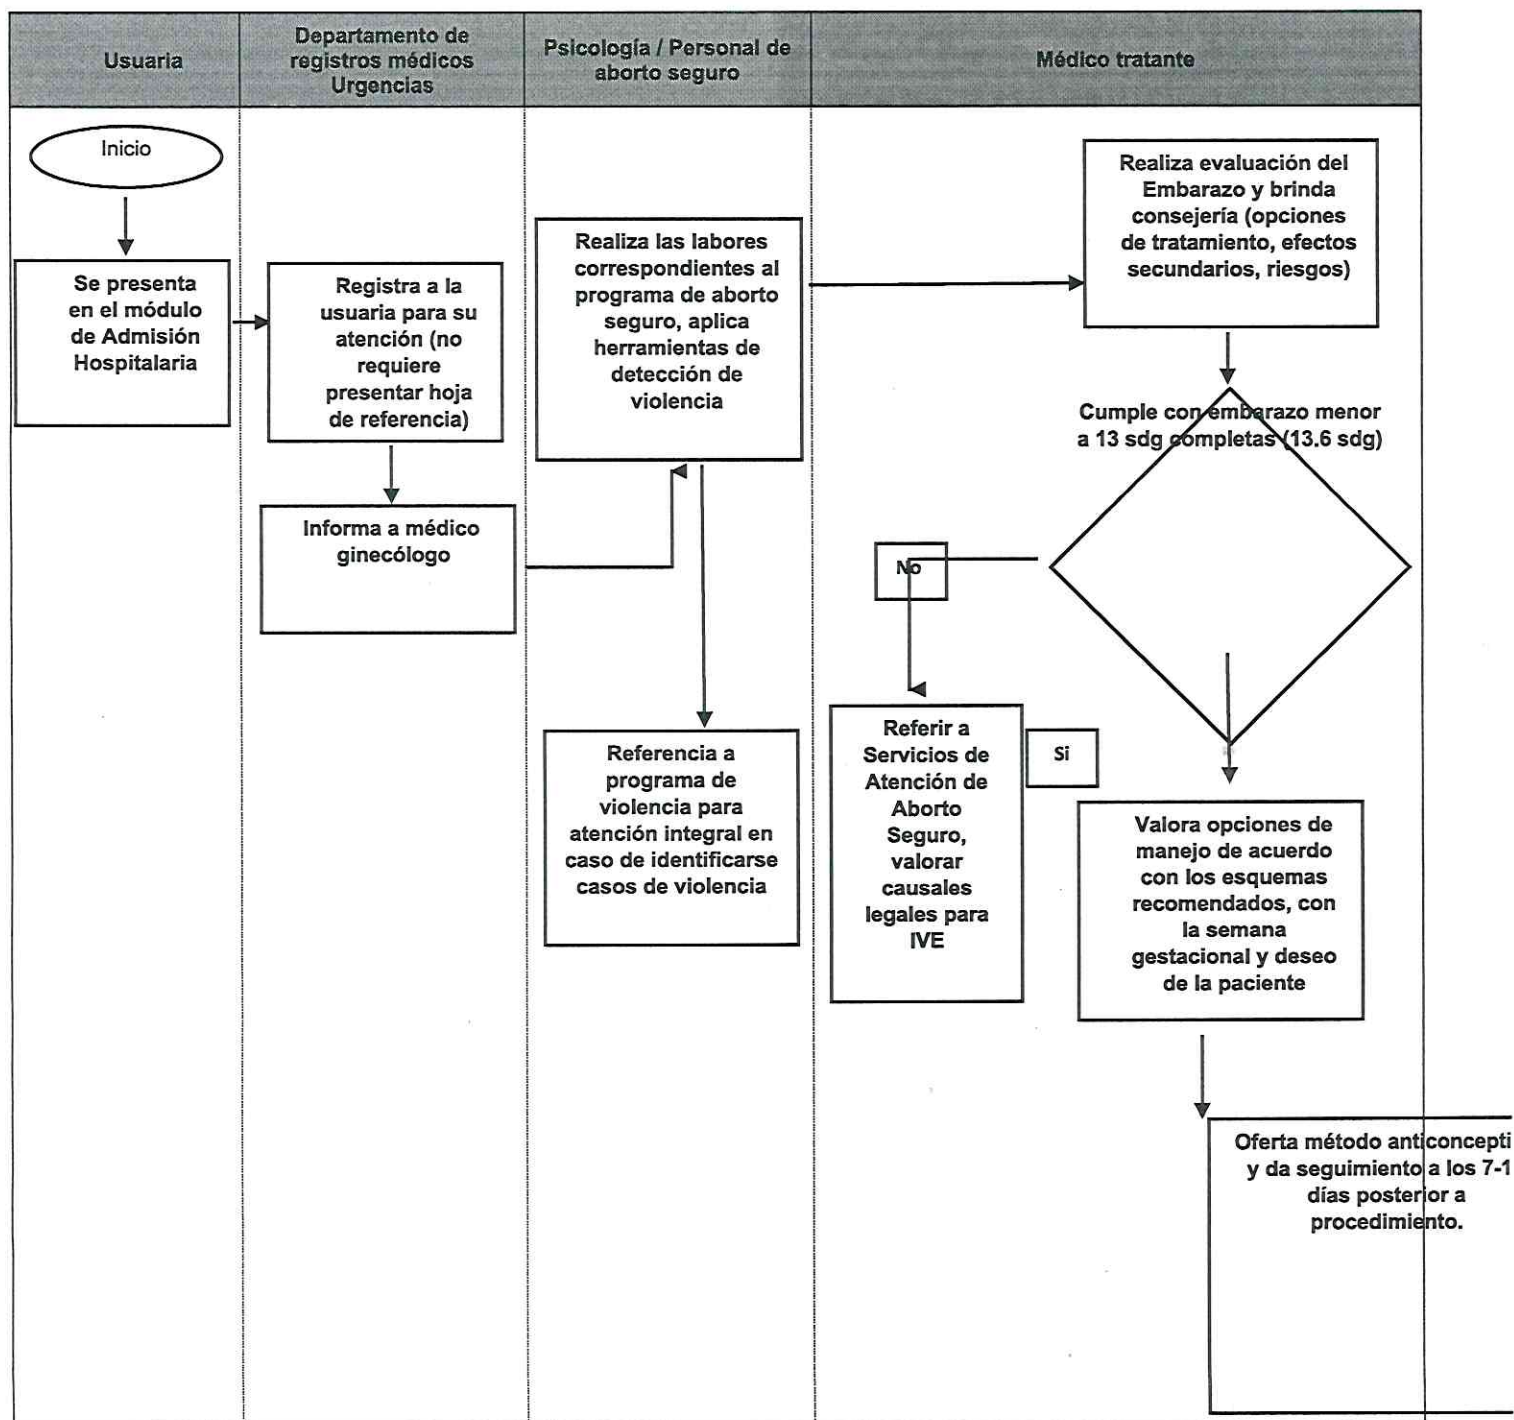 Usuaria
Departamento de
registros médicos
Urgencias
Psicología / Personal de
aborto seguro
Médico tratante
Inicio
Se presenta
en el módulo
de Admisión
Hospitalaria
Registra a la
usuaria para su
atención (no
requiere
presentar hoja
de referencia)
Informa a médico
ginecólogo
Realiza las labores
correspondientes al
programa de aborto
seguro, aplica
herramientas de
detección de
violencia
Referencia a
programa de
violencia para
atención integral en
caso de identificarse
casos de violencia
Realiza evaluación del
Embarazo y brinda
consejería (opciones
de tratamiento, efectos
secundarios, riesgos)
Cumple con embarazo menor
a 13 sdg completas (13.6 sdg)
No
Referir a
Servicios de
Atención de
Aborto
Seguro,
valorar
causales
legales para
IVE
Si
Valora opciones de
manejo de acuerdo
con los esquemas
recomendados, con
la semana
gestacional y deseo
de la paciente
Oferta método anticoncepti
y da seguimiento a los 7-1
días posterior a
procedimiento.